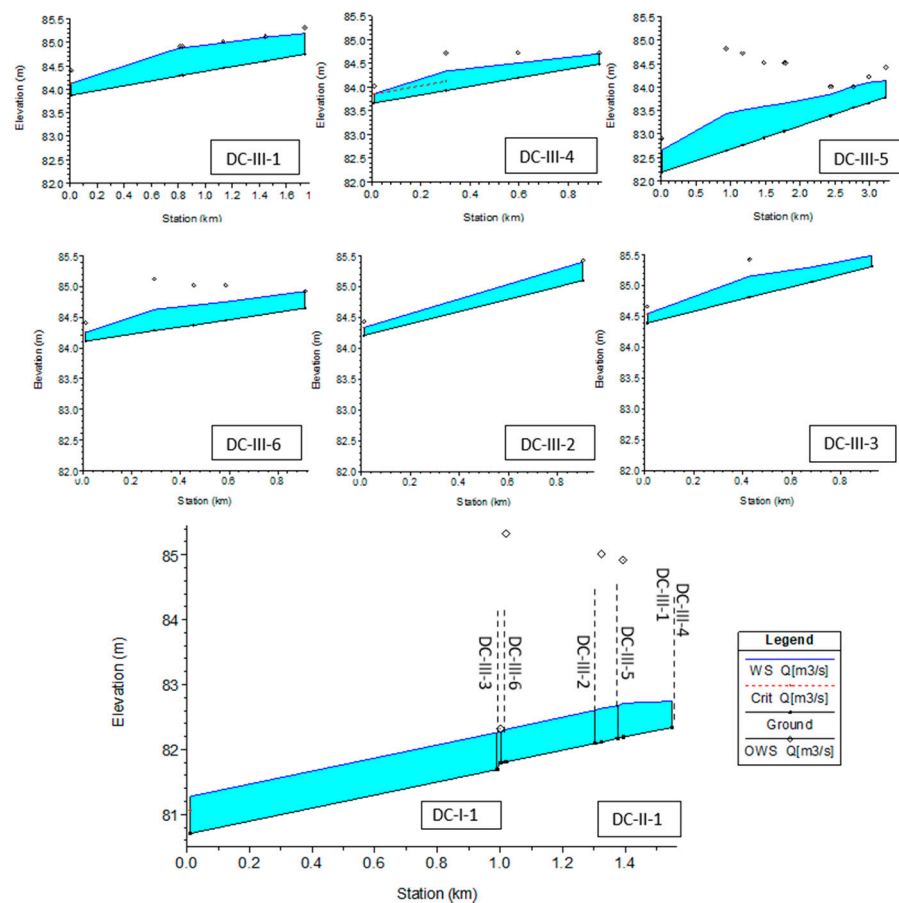 85.5
85.0
84.5
84.0
83.5
83.0
82.5
82.0
Elevation (m)
0.0 0.2 0.4 0.6 0.8 1.0 1.2 1.4 1.6
Station (km)
DC-III-1
85.5
85.0
84.5
84.0
83.5
83.0
82.5
82.0
Elevation (m)
0.0 0.2 0.4 0.6 0.8
Station (km)
DC-III-4
85.5
85.0
84.5
84.0
83.5
83.0
82.5
82.0
Elevation (m)
0.0 0.5 1.0 1.5 2.0 2.5 3.0
Station (km)
DC-III-5
85.5
85.0
84.5
84.0
83.5
83.0
82.5
82.0
Elevation (m)
0.0 0.2 0.4 0.6 0.8
Station (km)
DC-III-6
85.5
85.0
84.5
84.0
83.5
83.0
82.5
82.0
Elevation (m)
0.0 0.2 0.4 0.6 0.8
Station (km)
DC-III-2
85.5
85.0
84.5
84.0
83.5
83.0
82.5
82.0
Elevation (m)
0.0 0.2 0.4 0.6 0.8
Station (km)
DC-III-3
85
84
83
82
81
Elevation (m)
DC-III-3
DC-III-6
DC-III-2
DC-III-5
DC-III-1
DC-III-4
DC-I-1
DC-II-1
0.0 0.2 0.4 0.6 0.8 1.0 1.2 1.4
Station (km)
Legend
WS Q[m3/s]
Crit Q[m3/s]
Ground
OWS Q[m3/s]